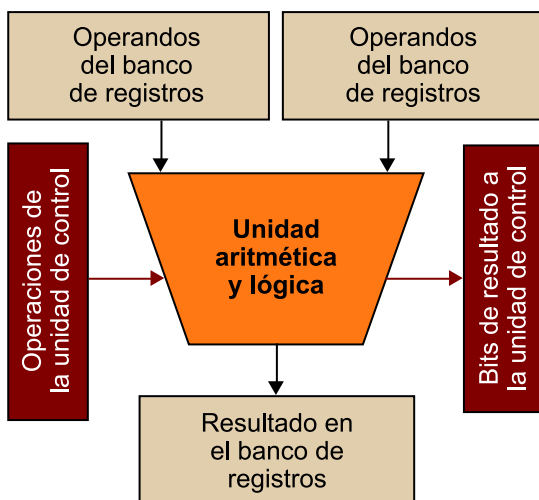 Operandos
del banco
de registros
Operandos
del banco
de registros
Operaciones de
la unidad de control
Unidad
aritmética
y lógica
Bits de resultado a
la unidad de control
Resultado en
el banco de
registros